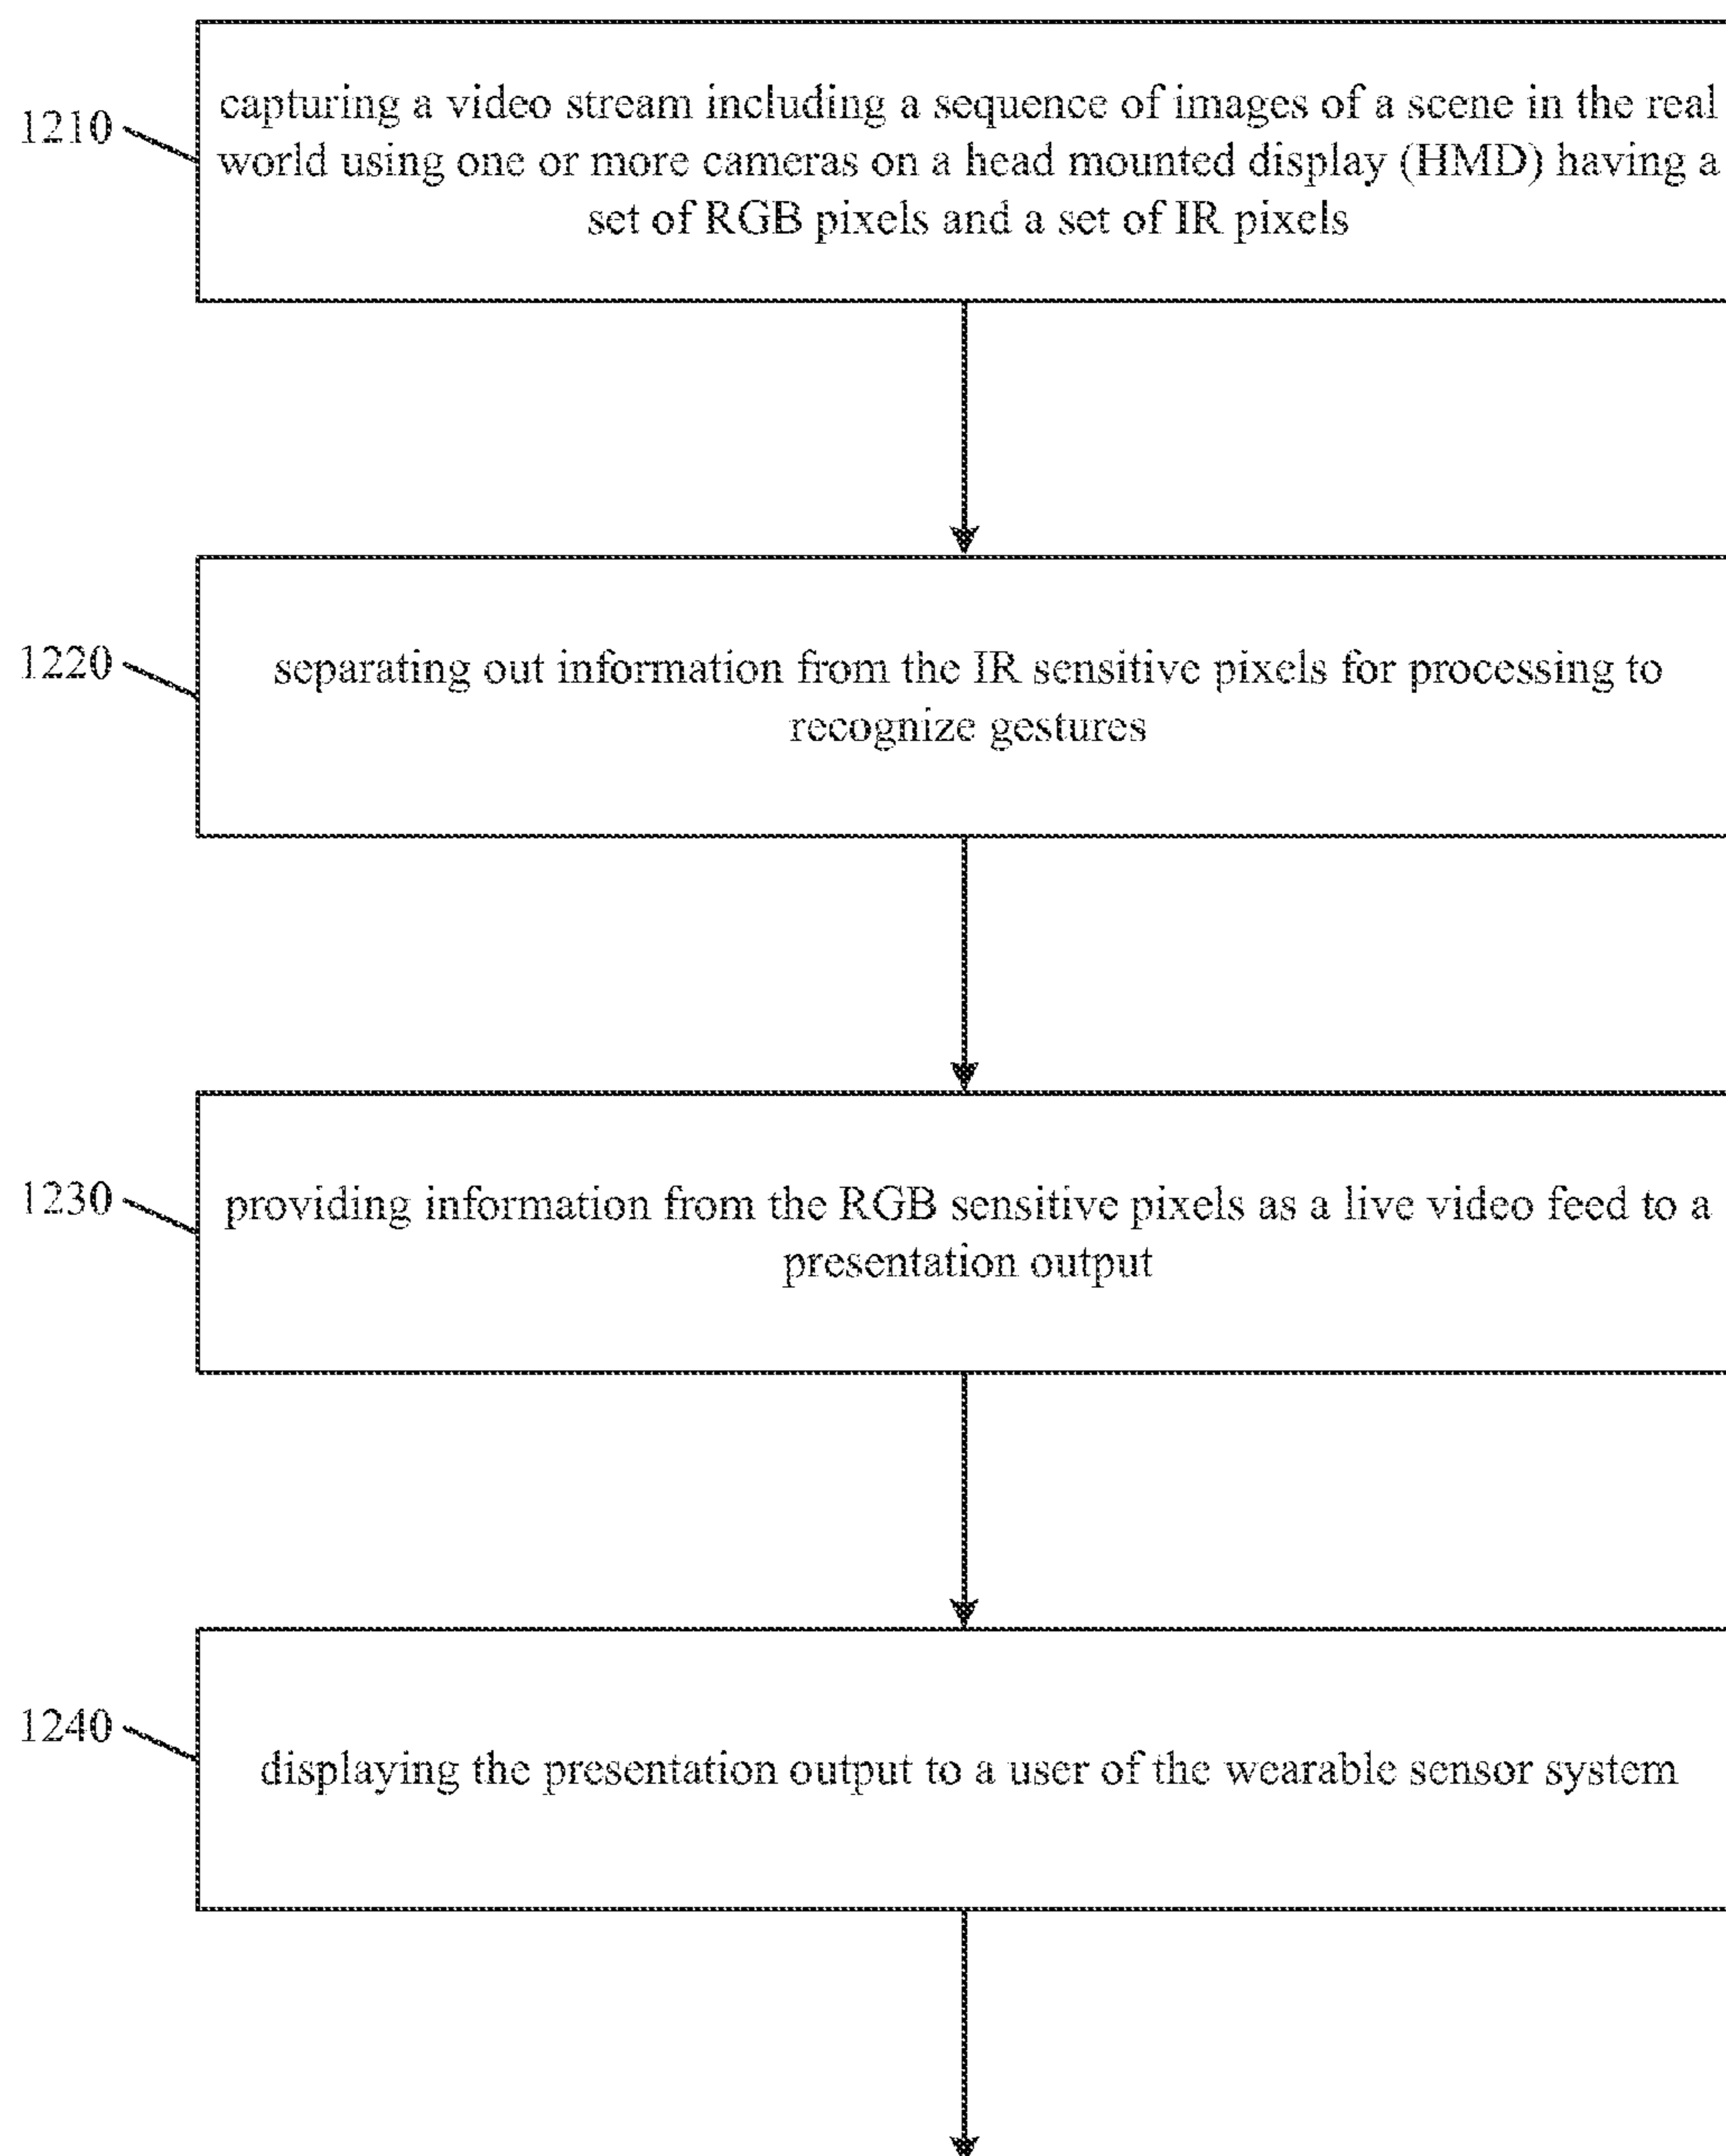 1210
capturing a video stream including a sequence of images of a scene in the real
world using one or more cameras on a head mounted display (HMD) having a
set of RGB pixels and a set of IR pixels
1220
separating out information from the IR sensitive pixels for processing to
recognize gestures
1230
providing information from the RGB sensitive pixels as a live video feed to a
presentation output
1240
displaying the presentation output to a user of the wearable sensor system